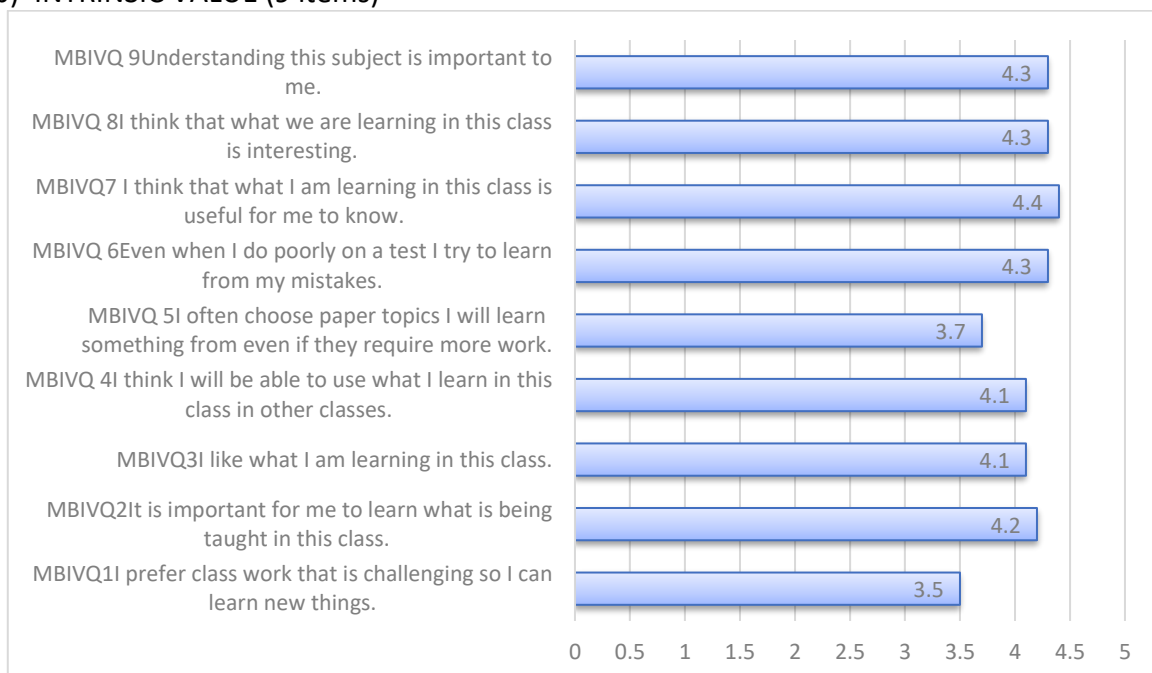 ) INTRINSIC VALUE (9 items)
MBIVQ 9Understanding this subject is important to
me.
4.3
MBIVQ 8I think that what we are learning in this class
is interesting.
4.3
MBIVQ7 I think that what I am learning in this class is
useful for me to know.
4.4
MBIVQ 6Even when I do poorly on a test I try to learn
from my mistakes.
4.3
MBIVQ 5I often choose paper topics I will learn
something from even if they require more work.
3.7
MBIVQ 4I think I will be able to use what I learn in this
class in other classes.
4.1
MBIVQ3I like what I am learning in this class.
4.1
MBIVQ2It is important for me to learn what is being
taught in this class.
4.2
MBIVQ1I prefer class work that is challenging so I can
learn new things.
3.5
0 0.5 1 1.5 2 2.5 3 3.5 4 4.5 5